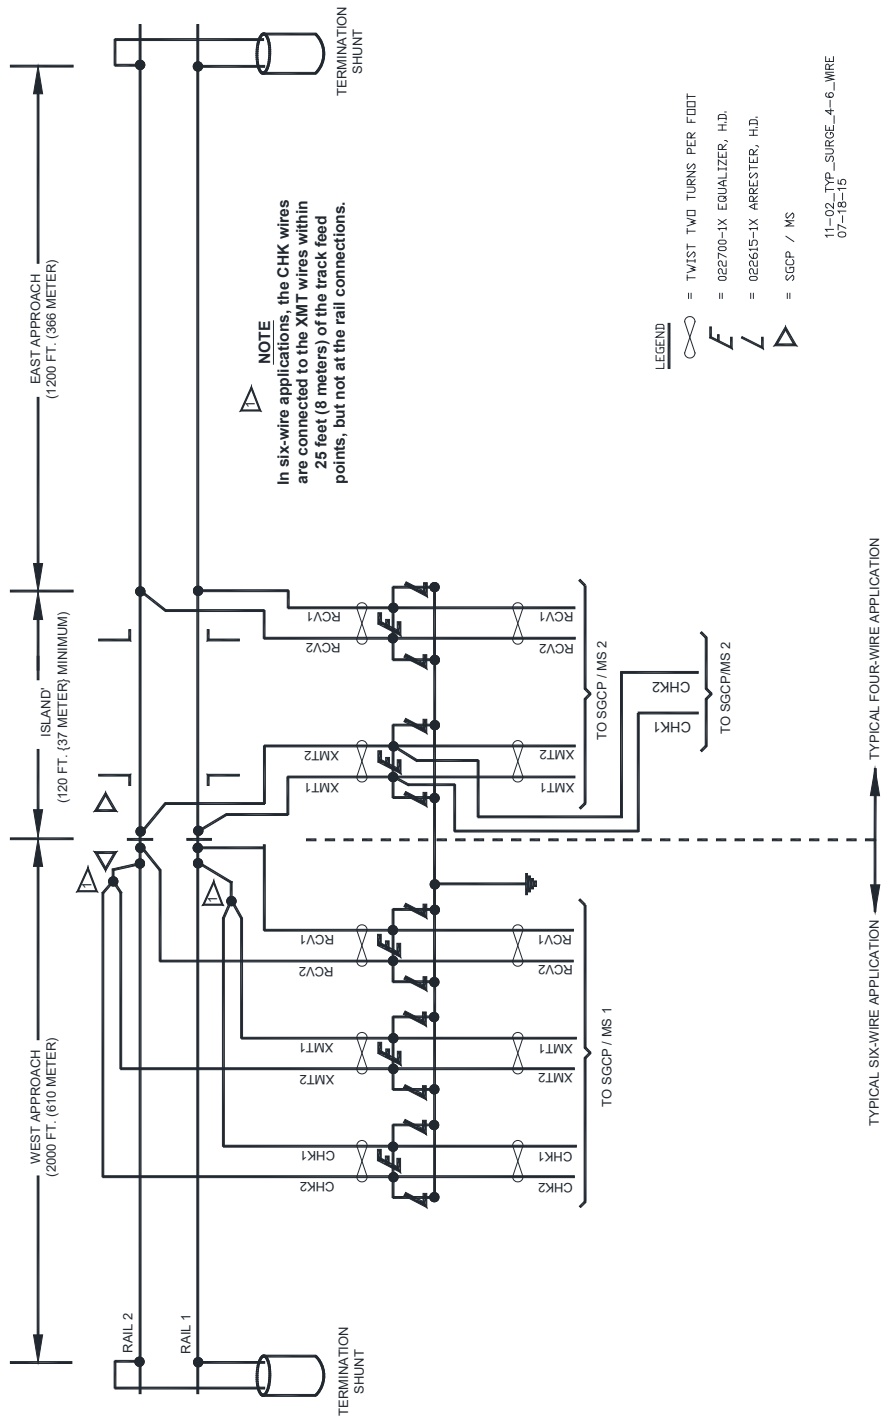 WEST APPROACH
(2000 FT. (610 METER)
ISLAND'
(120 FT. {37 METER} MINIMUM)
EAST APPROACH
(1200 FT. (366 METER)
RAIL 2
RAIL 1
1
1
TERMINATION
SHUNT
TERMINATION
SHUNT
1
NOTE
In six-wire applications, the CHK wires
are connected to the XMT wires within
25 feet (8 meters) of the track feed
points, but not at the rail connections.
CHK2
CHK1
XMT2
XMT1
RCV2
RCV1
XMT1
XMT2
RCV2
RCV1
CHK2
CHK1
XMT2
XMT1
RCV2
RCV1
XMT1
XMT2
RCV2
RCV1
TO SGCP / MS 1
TO SGCP / MS 2
CHK1
CHK2
TO SGCP/MS 2
LEGEND
= TWIST TWO TURNS PER FOOT
= 022700-1X EQUALIZER, H.D.
= 022615-1X ARRESTER, H.D.
= SGCP / MS
11-02_TYP_SURGE_4-6_WIRE
07-18-15
TYPICAL SIX-WIRE APPLICATION
TYPICAL FOUR-WIRE APPLICATION